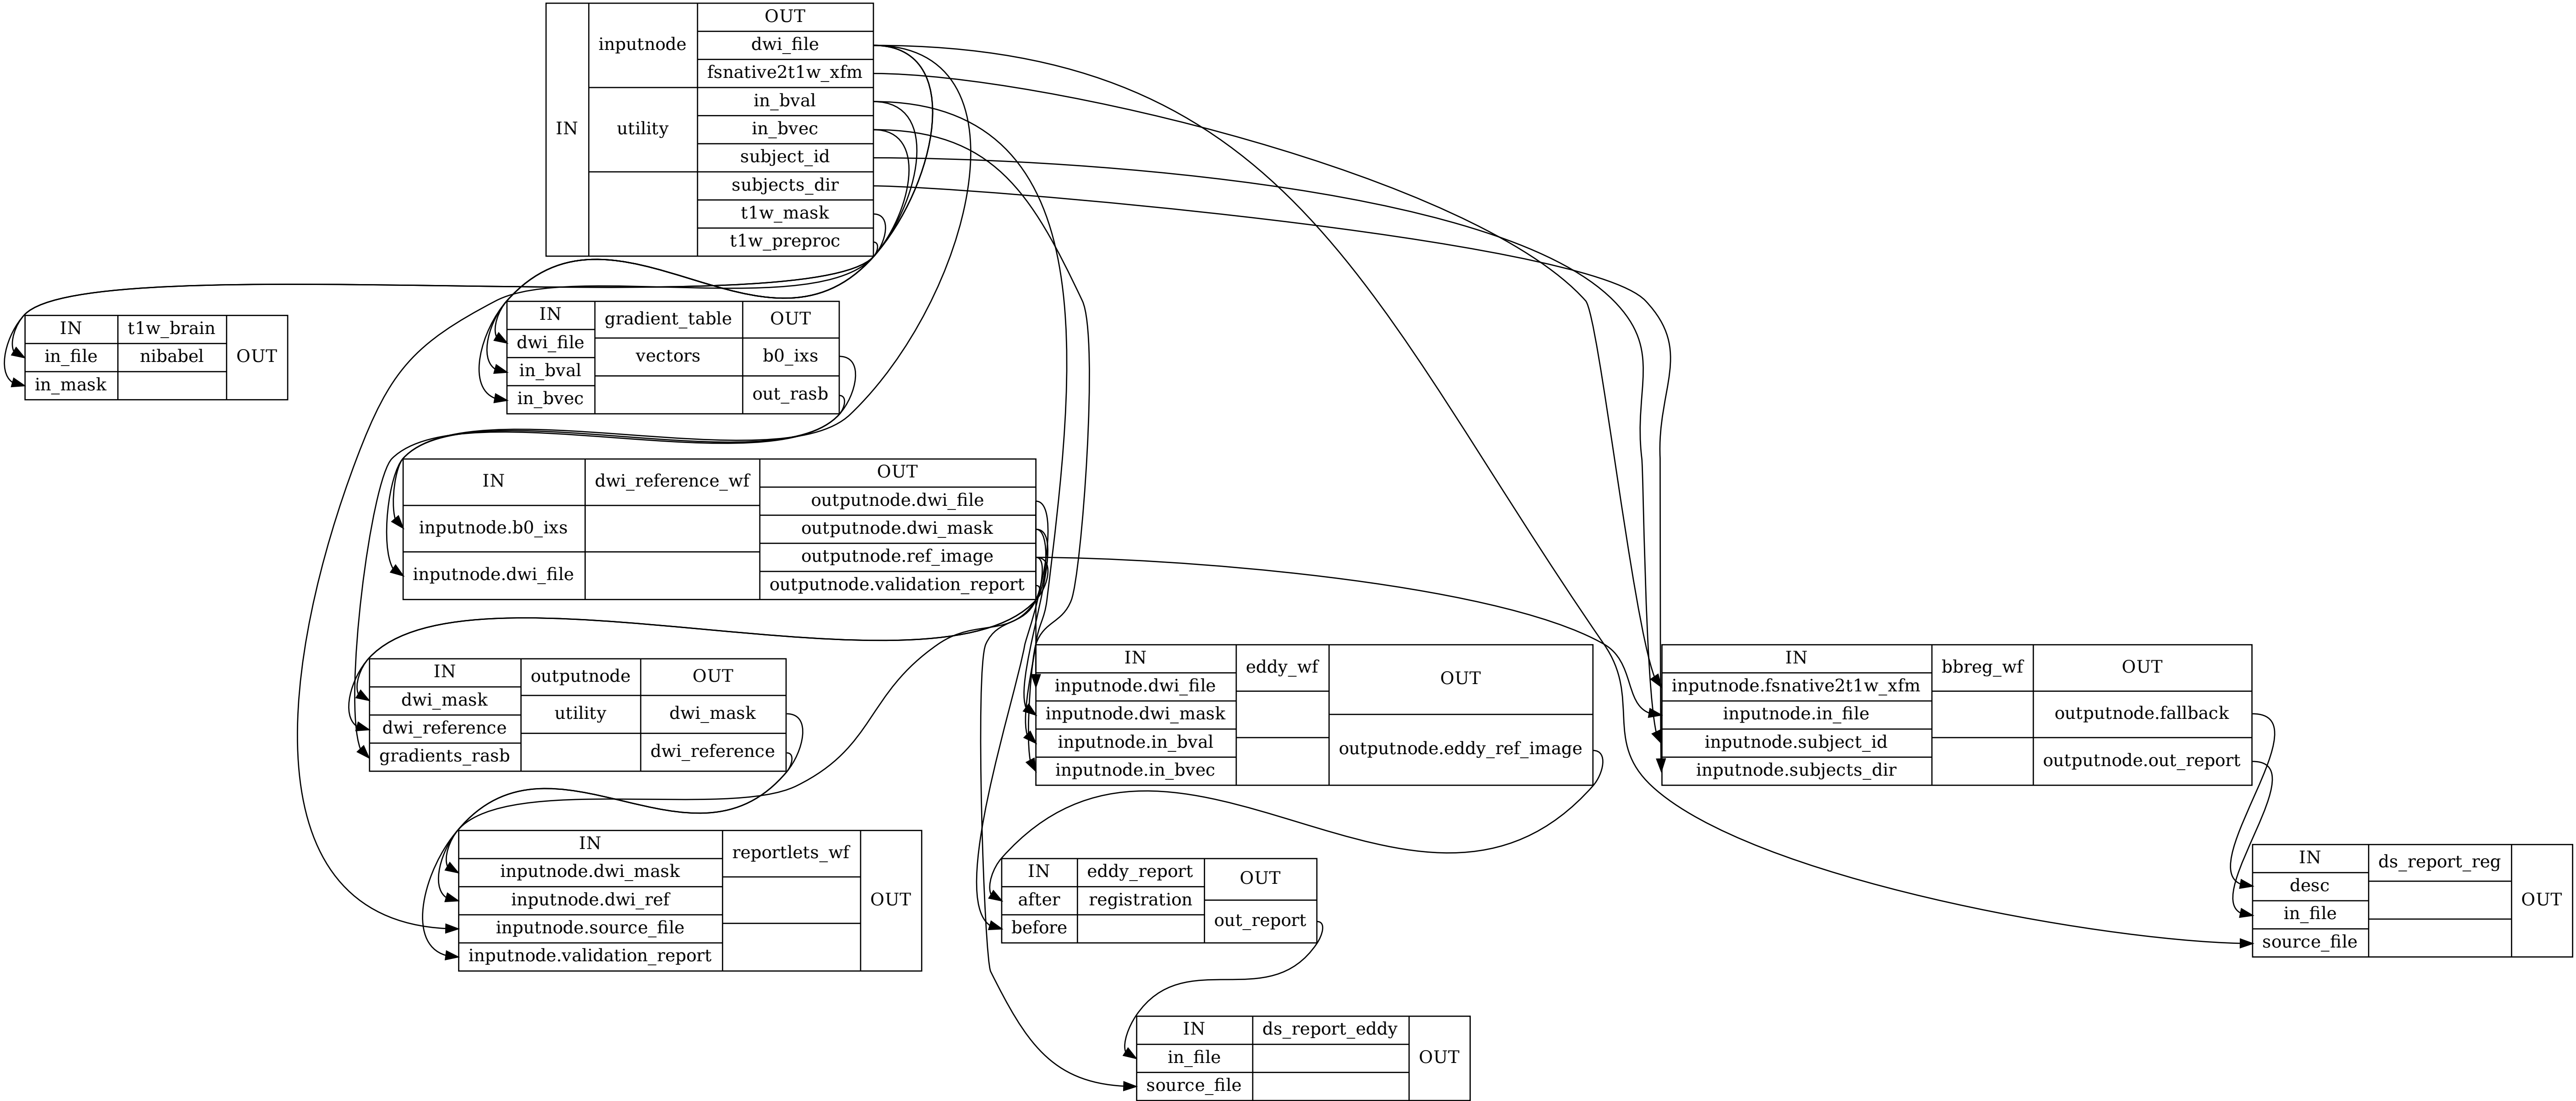 IN
inputnode
utility
OUT
dwi_file
fsnative2t1w_xfm
in_bval
in_bvec
subject_id
subjects_dir
t1w_mask
t1w_preproc
IN
in_file
in_mask
t1w_brain
nibabel
OUT
IN
dwi_file
in_bval
in_bvec
gradient_table
vectors
OUT
b0_ixs
out_rasb
IN
inputnode.b0_ixs
inputnode.dwi_file
dwi_reference_wf
OUT
outputnode.dwi_file
outputnode.dwi_mask
outputnode.ref_image
outputnode.validation_report
IN
dwi_mask
dwi_reference
gradients_rasb
outputnode
utility
OUT
dwi_mask
dwi_reference
IN
inputnode.dwi_file
inputnode.dwi_mask
inputnode.in_bval
inputnode.in_bvec
eddy_wf
OUT
outputnode.eddy_ref_image
IN
inputnode.fsnative2t1w_xfm
inputnode.in_file
inputnode.subject_id
inputnode.subjects_dir
bbreg_wf
OUT
outputnode.fallback
outputnode.out_report
IN
inputnode.dwi_mask
inputnode.dwi_ref
inputnode.source_file
inputnode.validation_report
reportlets_wf
OUT
IN
after
before
eddy_report
registration
OUT
out_report
IN
desc
in_file
source_file
ds_report_reg
OUT
IN
in_file
source_file
ds_report_eddy
OUT